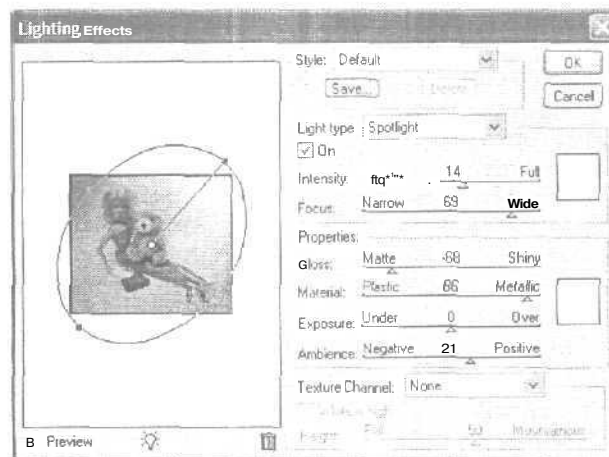 Lighting Effects
Style: Default
OK
Save...
Delete
Cancel
Light type: Spotlight
On
Intensity: ftq*'"* . 14 Full
Focus: Narrow 69 Wide
Properties:
Gloss: Matte -68 Shiny
Material: Plastic 66 Metallic
Exposure: Under 0 Over
Ambience: Negative 21 Positive
Texture Channel: None
Height: Flat 50 Mountainous
B Preview